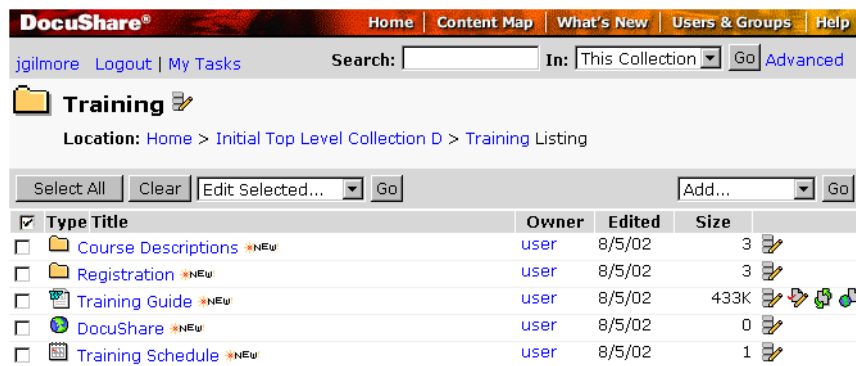 DocuShare® Home Content Map What's New Users & Groups Help
jgilmore Logout | My Tasks Search: In: This Collection Go Advanced
Training
Location: Home > Initial Top Level Collection D > Training Listing
Select All Clear Edit Selected... Go Add... Go
Type Title Owner Edited Size
Course Descriptions NEW user 8/5/02 3
Registration NEW user 8/5/02 3
Training Guide NEW user 8/5/02 433K
DocuShare NEW user 8/5/02 0
Training Schedule NEW user 8/5/02 1